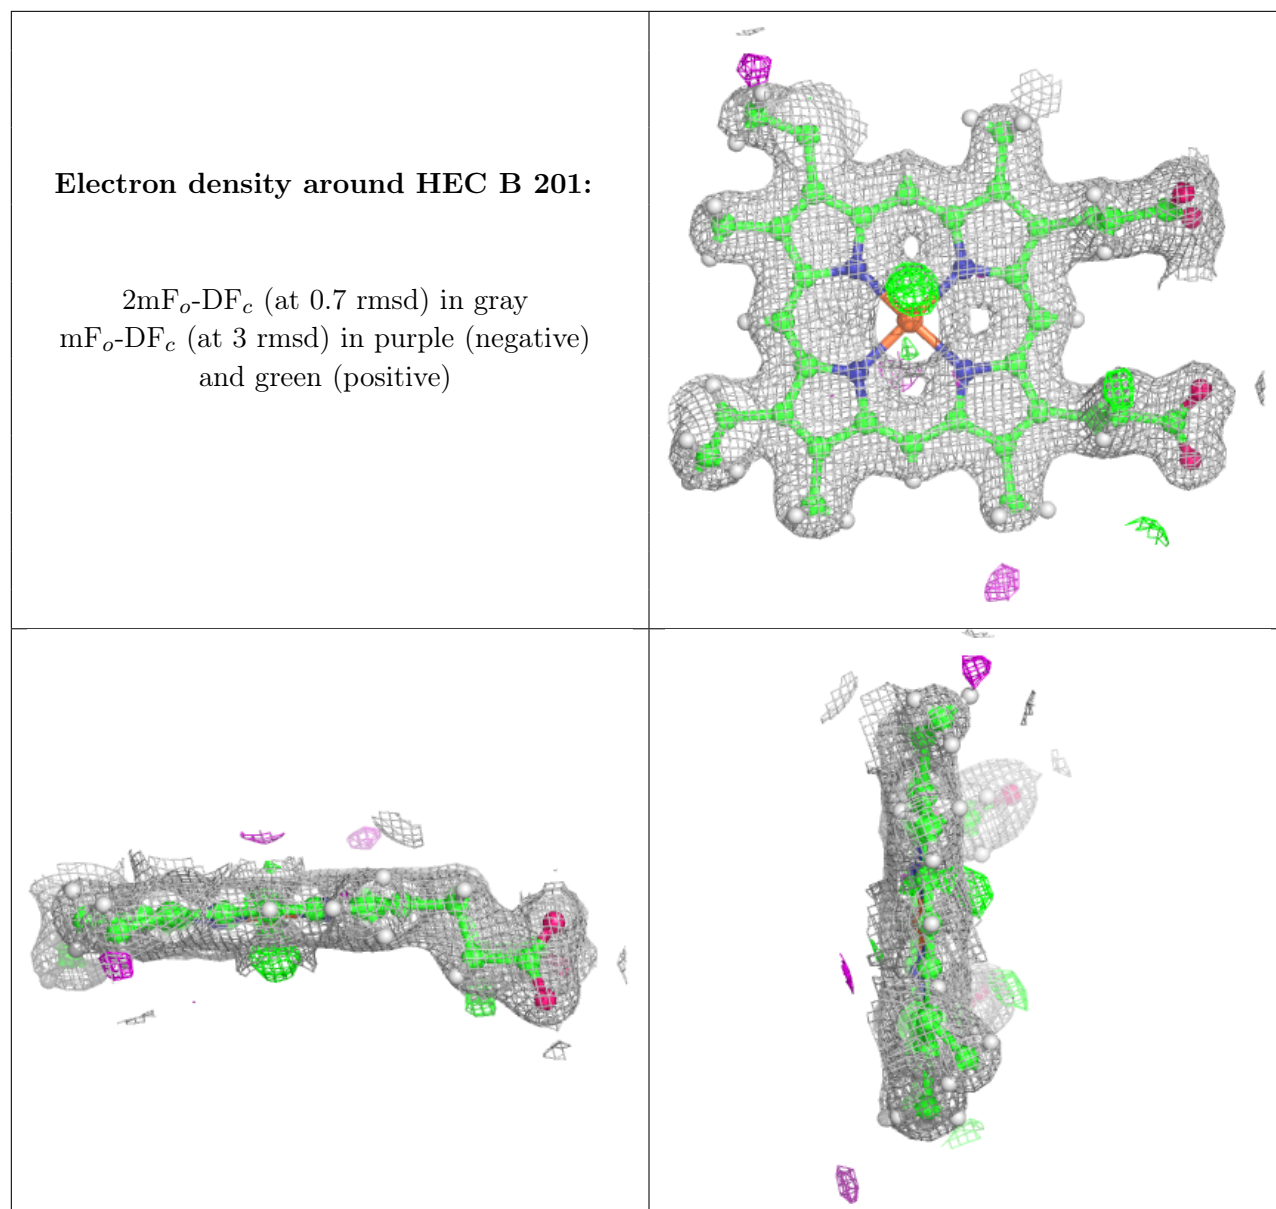 Electron density around HEC B 201:
2mFo-DFc (at 0.7 rmsd) in gray
mFo-DFc (at 3 rmsd) in purple (negative)
and green (positive)